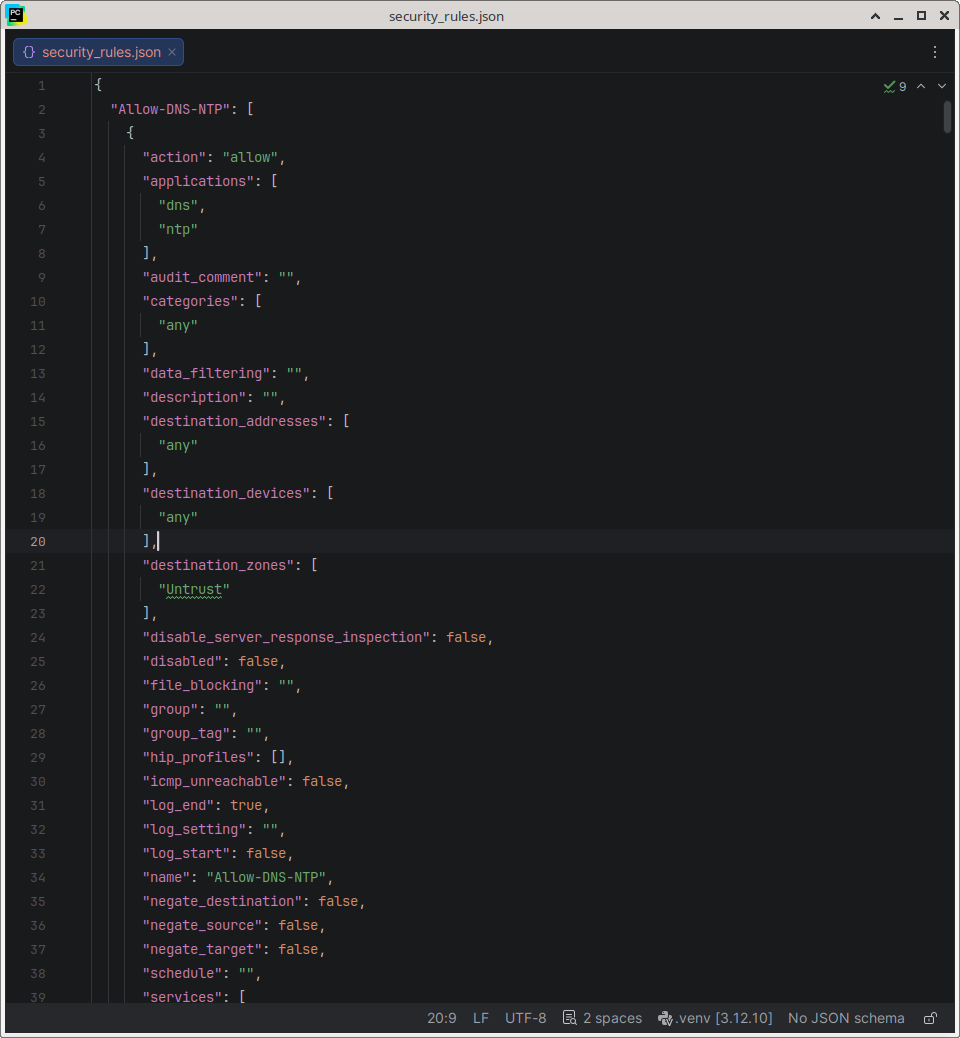 PC
security_rules.json
{} security_rules.json ×
9
1 {
2 "Allow-DNS-NTP": [
3 {
4 "action": "allow",
5 "applications": [
6 "dns",
7 "ntp"
8 ],
9 "audit_comment": "",
10 "categories": [
11 "any"
12 ],
13 "data_filtering": "",
14 "description": "",
15 "destination_addresses": [
16 "any"
17 ],
18 "destination_devices": [
19 "any"
20 ],
21 "destination_zones": [
22 "Untrust"
23 ],
24 "disable_server_response_inspection": false,
25 "disabled": false,
26 "file_blocking": "",
27 "group": "",
28 "group_tag": "",
29 "hip_profiles": [],
30 "icmp_unreachable": false,
31 "log_end": true,
32 "log_setting": "",
33 "log_start": false,
34 "name": "Allow-DNS-NTP",
35 "negate_destination": false,
36 "negate_source": false,
37 "negate_target": false,
38 "schedule": "",
39 "services": [
20:9 LF UTF-8 2 spaces .venv [3.12.10] No JSON schema